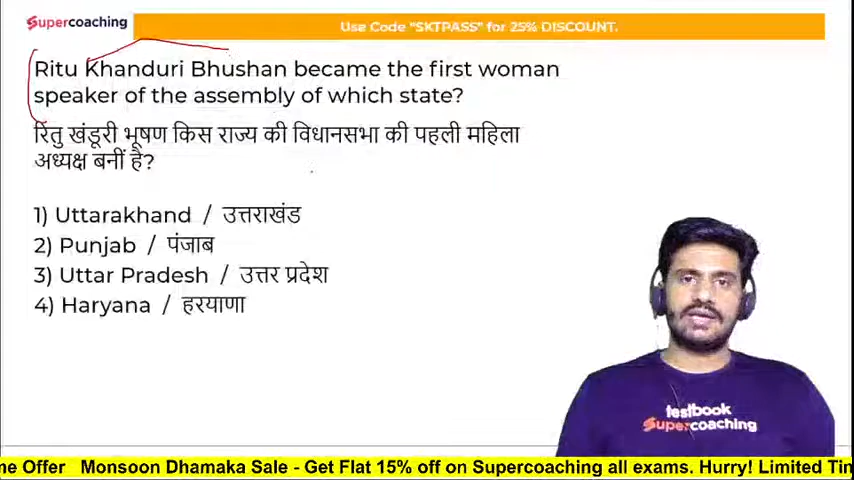 Supercoaching
Use Code "SKTPASS" for 25% DISCOUNT.
Ritu Khanduri Bhushan became the first woman
speaker of the assembly of which state?
रितु खंडूरी भूषण किस राज्य की विधानसभा की पहली महिला
अध्यक्ष बनीं है?
1) Uttarakhand / उत्तराखंड
2) Punjab / पंजाब
3) Uttar Pradesh / उत्तर प्रदेश
4) Haryana / हरयाणा
testbook
Supercoaching
me Offer Monsoon Dhamaka Sale - Get Flat 15% off on Supercoaching all exams. Hurry! Limited Tin